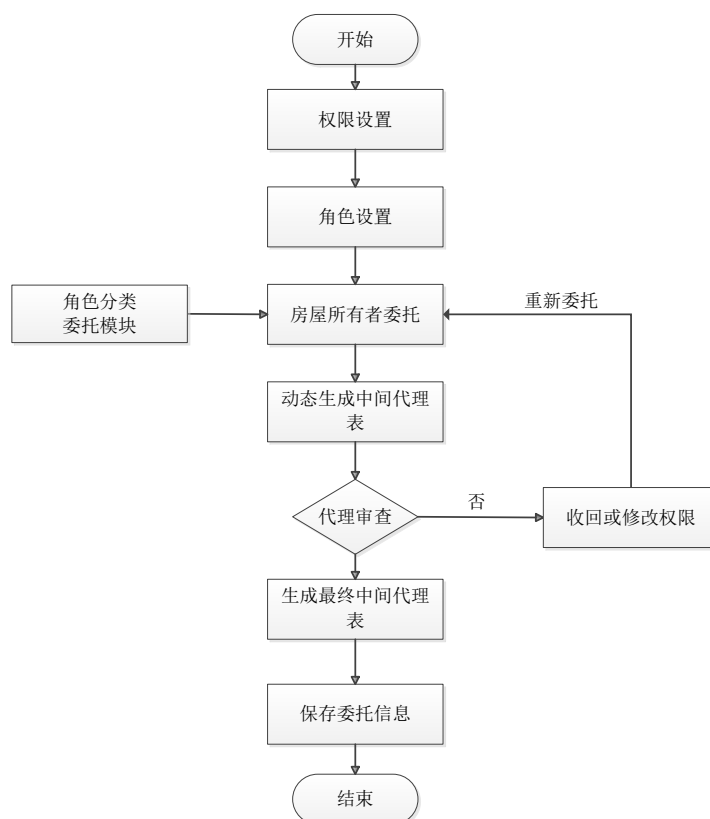 开始
权限设置
角色设置
角色分类
委托模块
房屋所有者委托
重新委托
动态生成中间代理
表
代理审查
否
收回或修改权限
生成最终中间代理
表
保存委托信息
结束